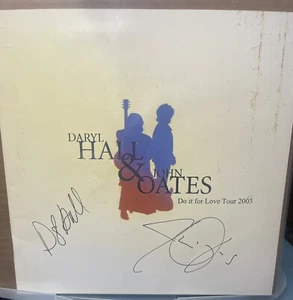 DARYL
HALL
& JOHN
OATES
Do it for Love Tour 2003